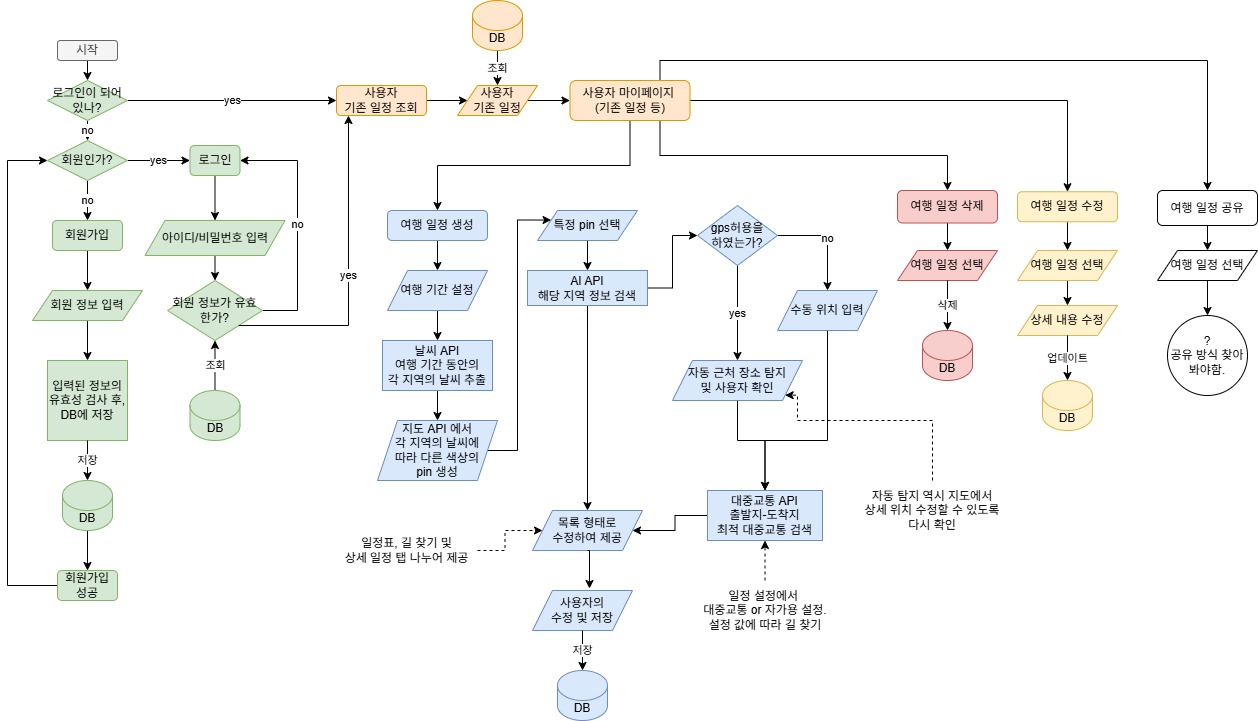 시작
로그인이 되어
있나?
yes
no
회원인가?
yes
no
회원가입
회원 정보 입력
입력된 정보의
유효성 검사 후,
DB에 저장
저장
DB
회원가입
성공
로그인
아이디/비밀번호 입력
회원 정보가 유효
한가?
no
yes
조회
DB
사용자
기존 일정 조회
DB
조회
사용자
기존 일정
사용자 마이페이지
(기존 일정 등)
여행 일정 생성
여행 기간 설정
날씨 API
여행 기간 동안의
각 지역의 날씨 추출
지도 API 에서
각 지역의 날씨에
따라 다른 색상의
pin 생성
특정 pin 선택
AI API
해당 지역 정보 검색
gps허용을
하였는가?
no
yes
수동 위치 입력
자동 근처 장소 탐지
및 사용자 확인
자동 탐지 역시 지도에서
상세 위치 수정할 수 있도록
다시 확인
대중교통 API
출발지-도착지
최적 대중교통 검색
일정 설정에서
대중교통 or 자가용 설정.
설정 값에 따라 길 찾기
목록 형태로
수정하여 제공
일정표, 길 찾기 및
상세 일정 탭 나누어 제공
사용자의
수정 및 저장
저장
DB
여행 일정 삭제
여행 일정 선택
삭제
DB
여행 일정 수정
여행 일정 선택
상세 내용 수정
업데이트
DB
여행 일정 공유
여행 일정 선택
?
공유 방식 찾아
봐야함.